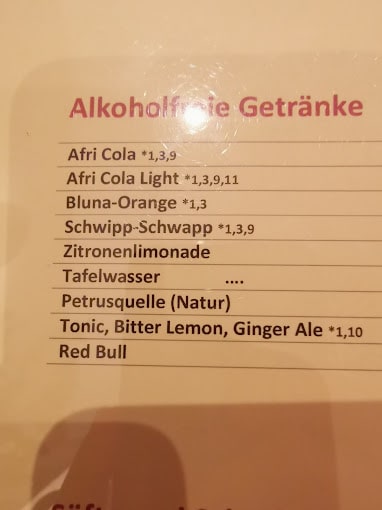 Alkoholfreie Getränke
Afri Cola *1,3,9
Afri Cola Light *1,3,9,11
Bluna-Orange *1,3
Schwipp-Schwapp *1,3,9
Zitronenlimonade
Tafelwasser ....
Petrusquelle (Natur)
Tonic, Bitter Lemon, Ginger Ale *1,10
Red Bull